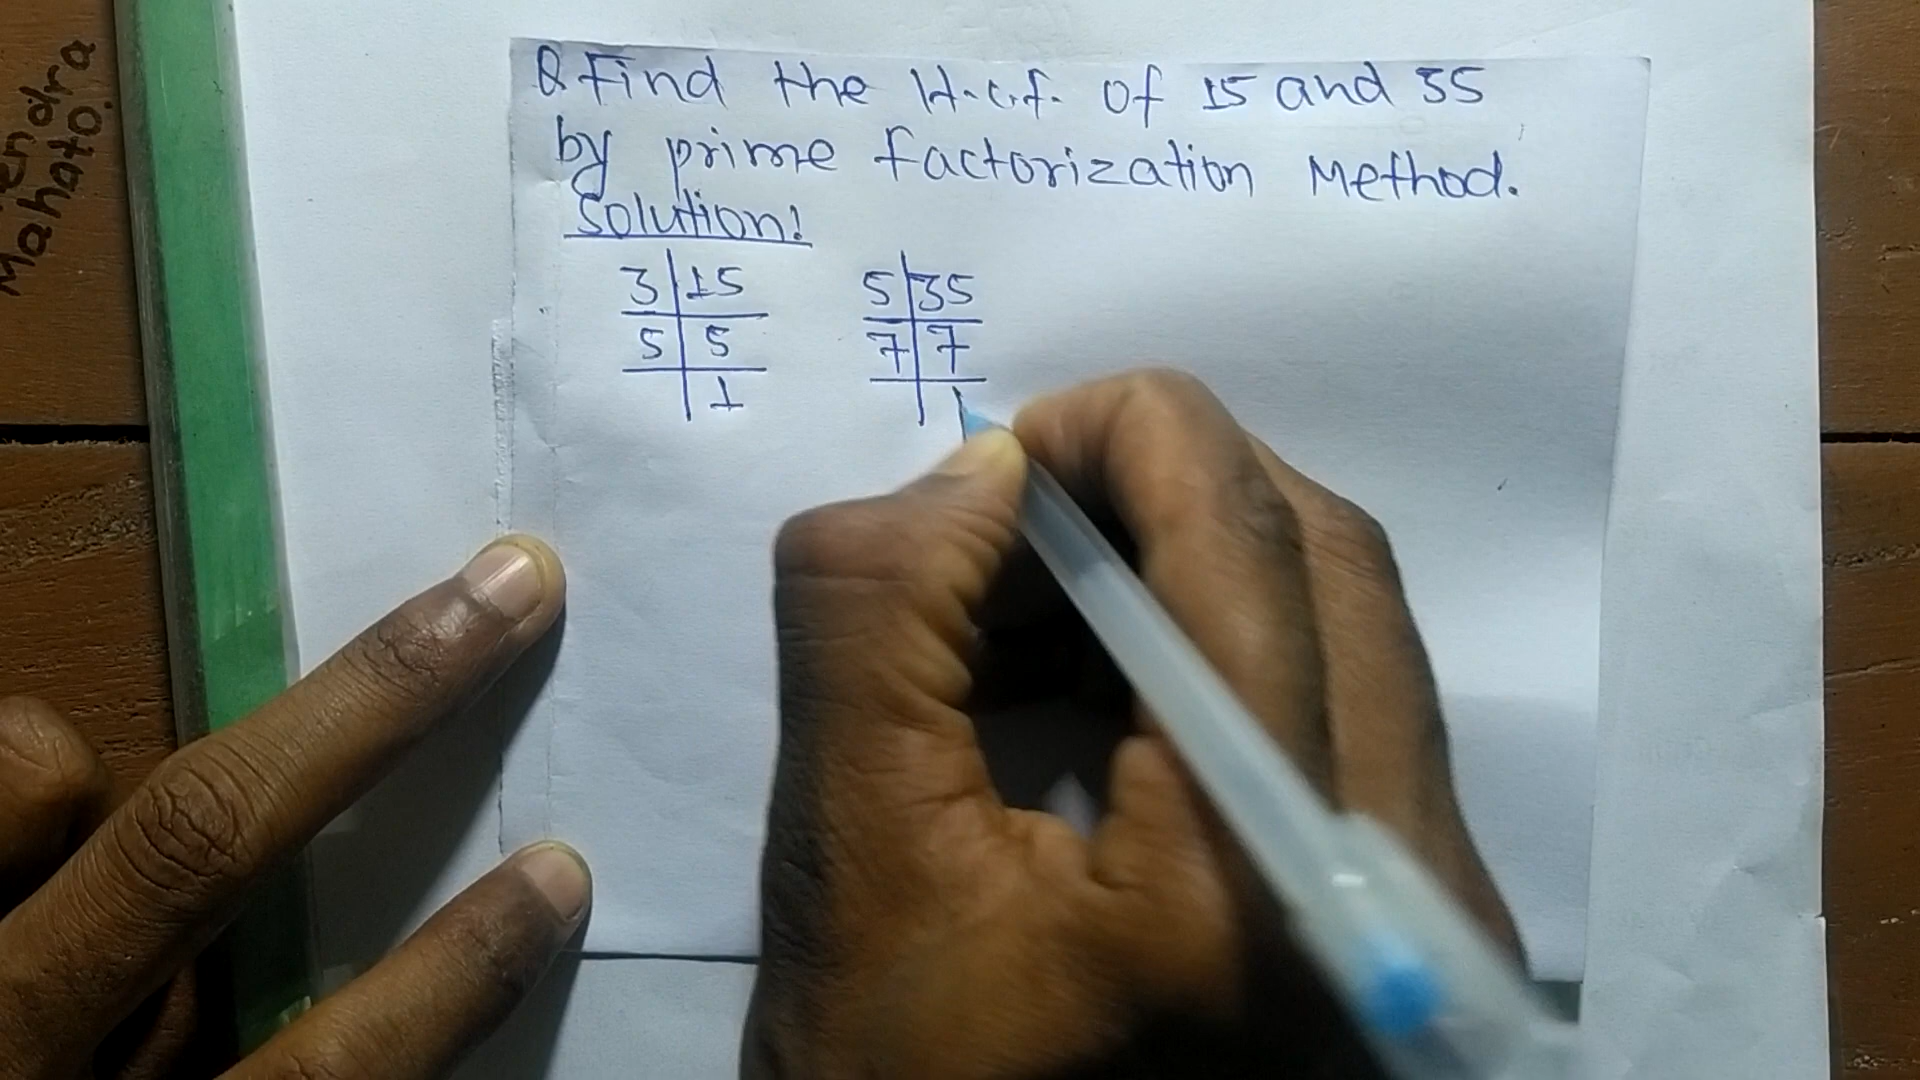 Q Find the H.C.F. of 15 and 35
by prime factorization Method.
Solution:
3 | 15
5 | 5
1
5 | 35
7 | 7
1
Mahato.